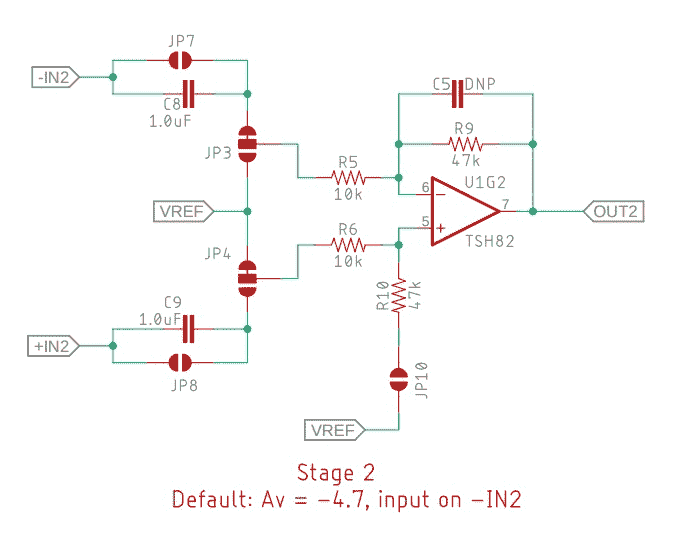 JP7
-IN2
C8
1.0uF
JP3
VREF
JP4
C9
1.0uF
+IN2
JP8
R5
10k
R6
10k
C5 DNP
R9
47k
U1G2
6
7
5
TSH82
OUT2
R10
47k
JP10
VREF
Stage 2
Default: Av = -4.7, input on -IN2